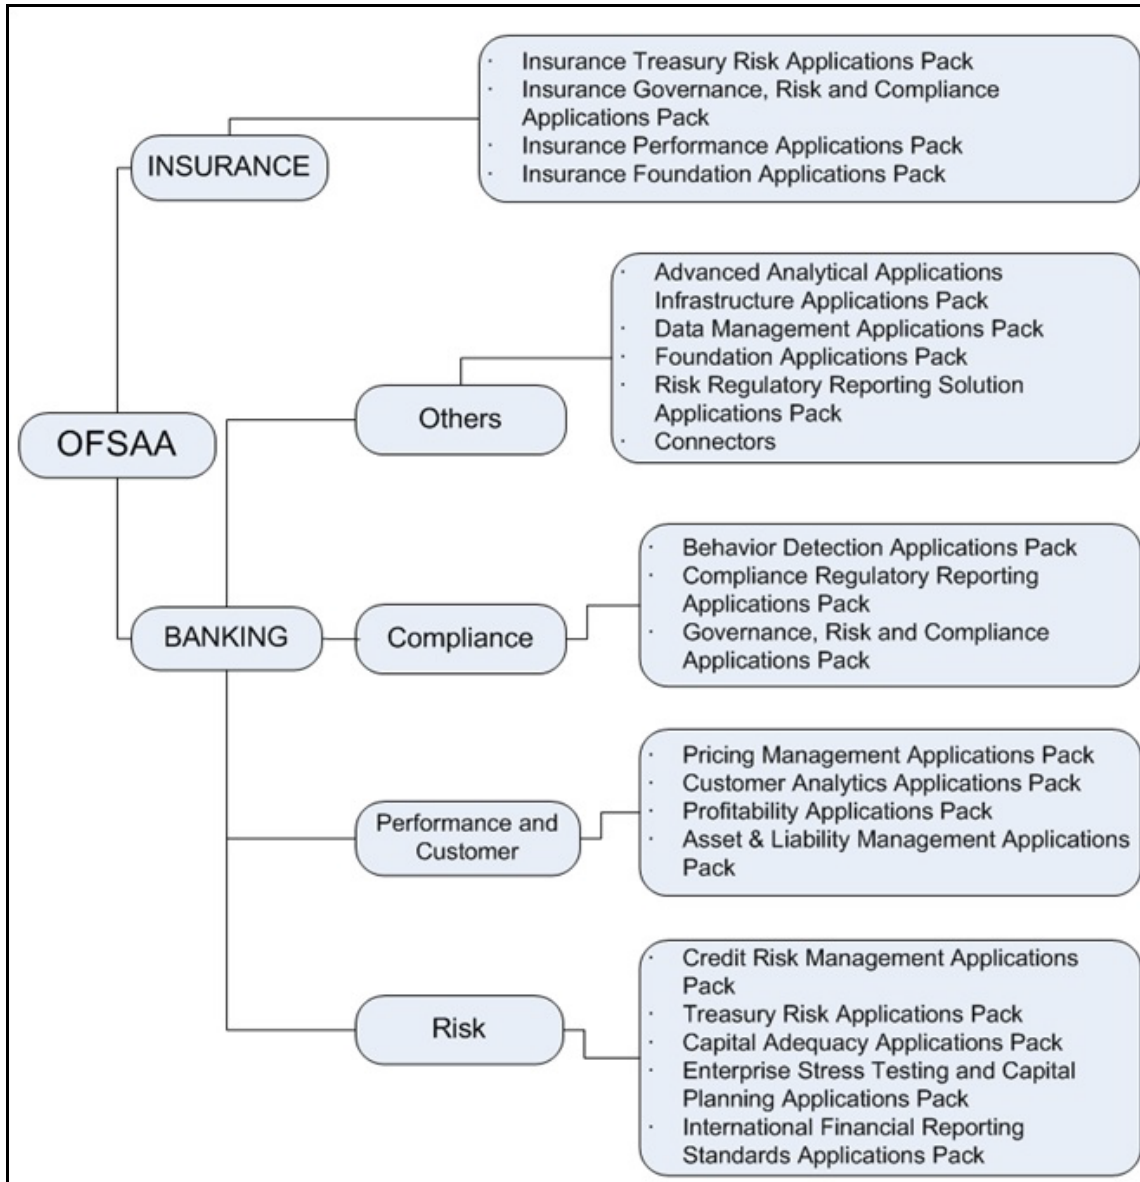 · Insurance Treasury Risk Applications Pack
· Insurance Governance, Risk and Compliance
Applications Pack
· Insurance Performance Applications Pack
· Insurance Foundation Applications Pack
INSURANCE
· Advanced Analytical Applications
Infrastructure Applications Pack
· Data Management Applications Pack
· Foundation Applications Pack
· Risk Regulatory Reporting Solution
Applications Pack
· Connectors
Others
OFSAA
· Behavior Detection Applications Pack
· Compliance Regulatory Reporting
Applications Pack
· Governance, Risk and Compliance
Applications Pack
BANKING
Compliance
· Pricing Management Applications Pack
· Customer Analytics Applications Pack
· Profitability Applications Pack
· Asset & Liability Management Applications
Pack
Performance and
Customer
· Credit Risk Management Applications
Pack
· Treasury Risk Applications Pack
· Capital Adequacy Applications Pack
· Enterprise Stress Testing and Capital
Planning Applications Pack
· International Financial Reporting
Standards Applications Pack
Risk